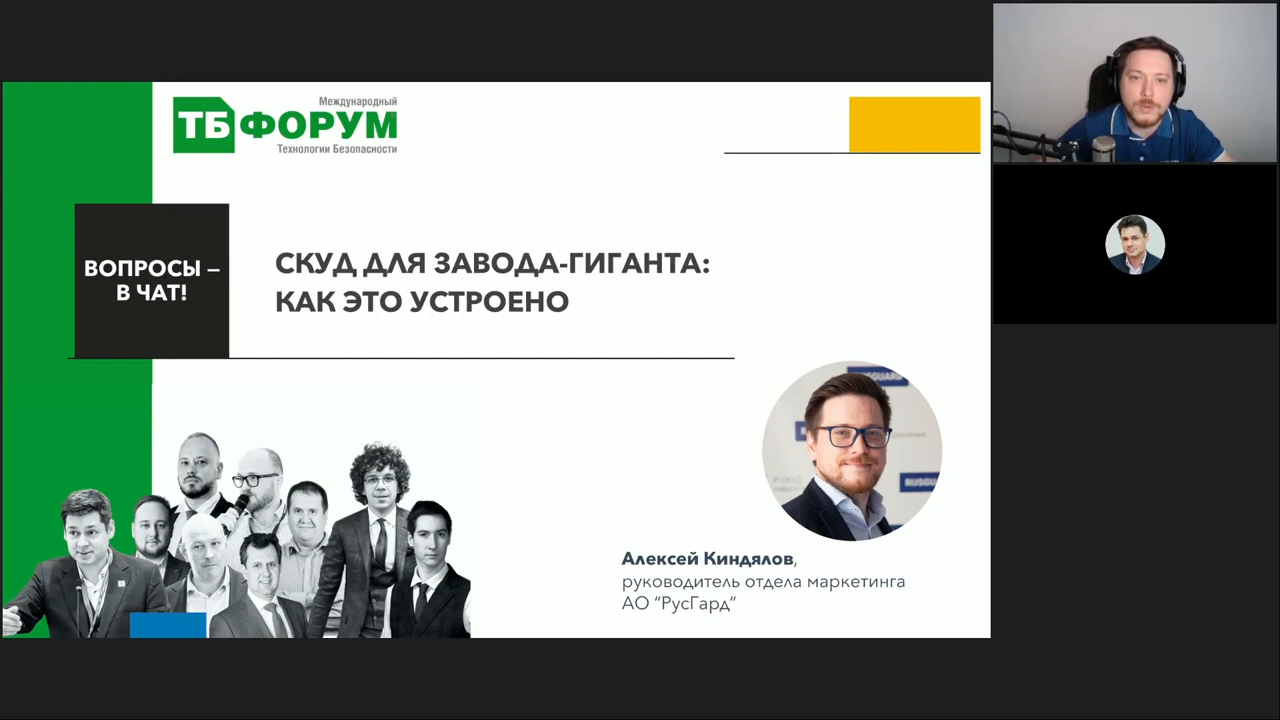 Международный
ТБ ФОРУМ
Технологии Безопасности
ВОПРОСЫ –
В ЧАТ!
СКУД ДЛЯ ЗАВОДА-ГИГАНТА:
КАК ЭТО УСТРОЕНО
RUSGUARD
Алексей Киндялов,
руководитель отдела маркетинга
АО "РусГард"